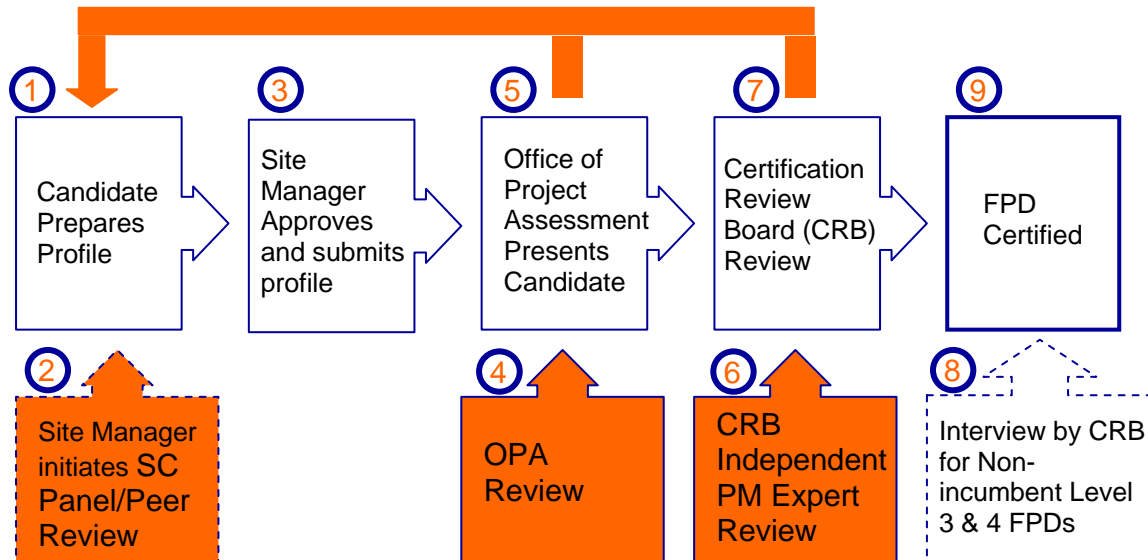 1
Candidate
Prepares
Profile
2
Site Manager
initiates SC
Panel/Peer
Review
3
Site
Manager
Approves
and submits
profile
4
OPA
Review
5
Office of
Project
Assessment
Presents
Candidate
6
CRB
Independent
PM Expert
Review
7
Certification
Review
Board (CRB)
Review
8
Interview by CRB
for Non-
incumbent Level
3 & 4 FPDs
9
FPD
Certified